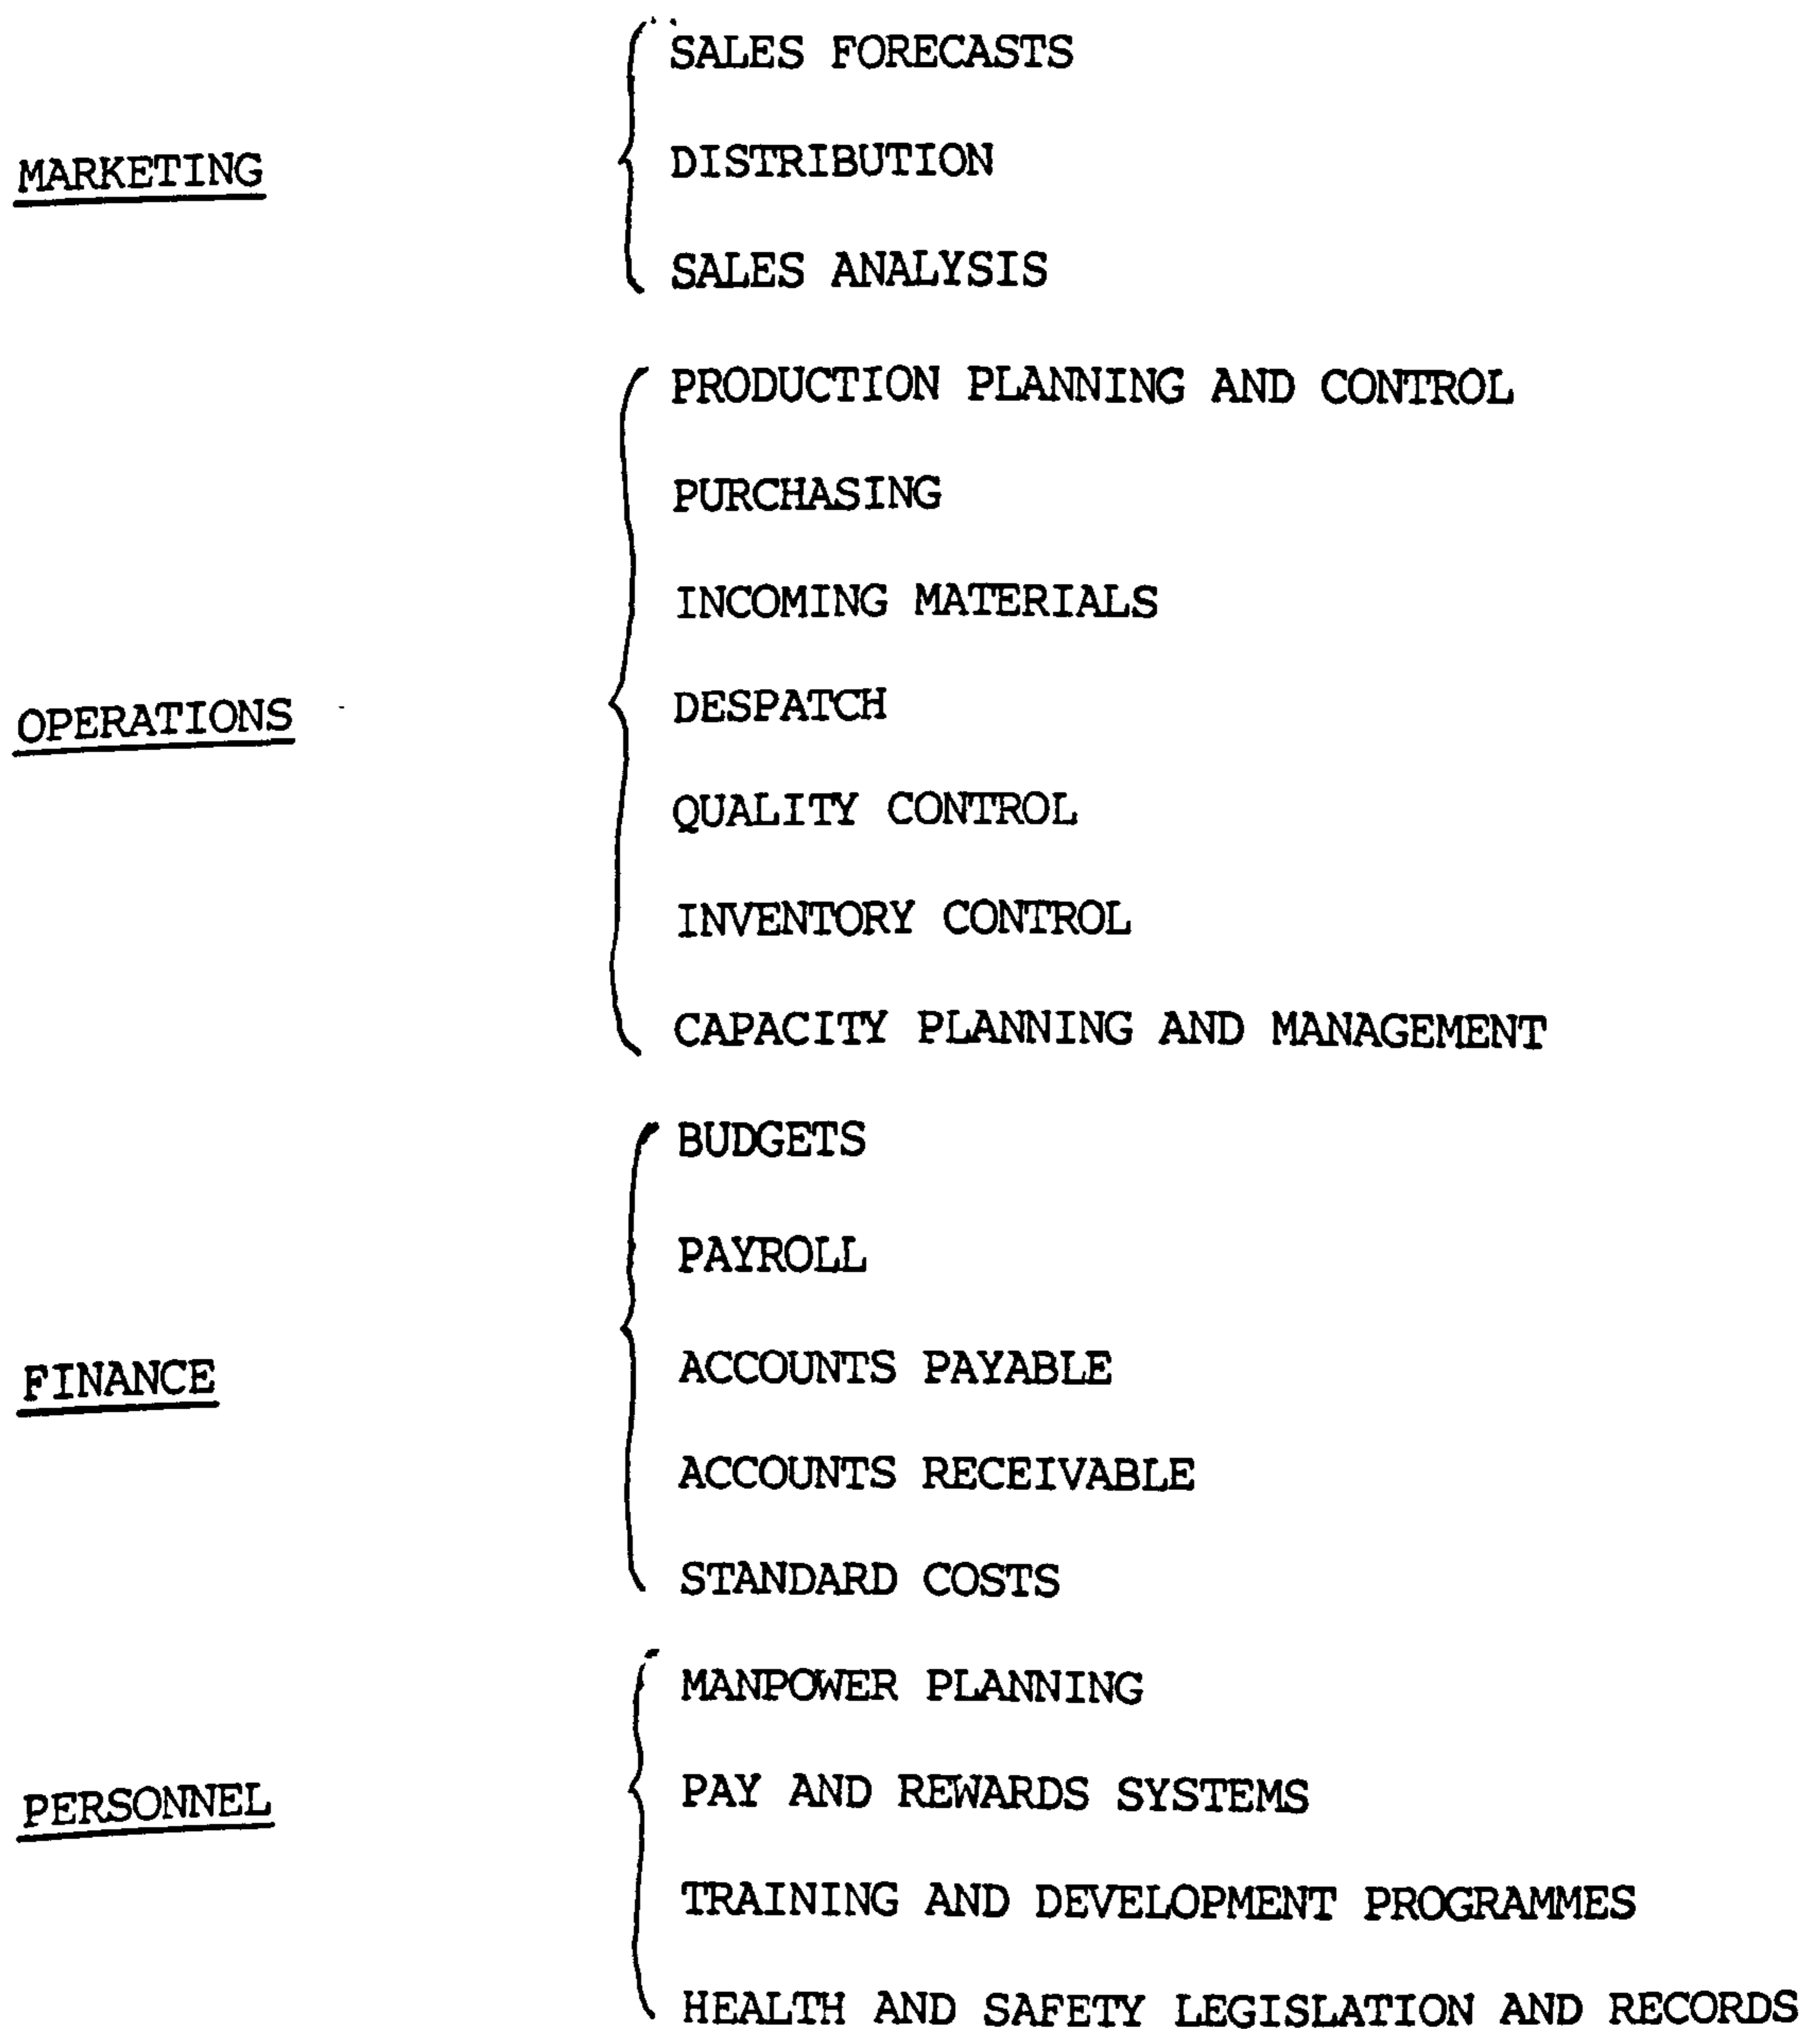 SALES FORECASTS
MARKETING
DISTRIBUTION
SALES ANALYSIS
PRODUCTION PLANNING AND CONTROL
PURCHASING
INCOMING MATERIALS
OPERATIONS
DESPATCH
QUALITY CONTROL
INVENTORY CONTROL
CAPACITY PLANNING AND MANAGEMENT
BUDGETS
PAYROLL
FINANCE
ACCOUNTS PAYABLE
ACCOUNTS RECEIVABLE
STANDARD COSTS
MANPOWER PLANNING
PERSONNEL
PAY AND REWARDS SYSTEMS
TRAINING AND DEVELOPMENT PROGRAMMES
HEALTH AND SAFETY LEGISLATION AND RECORDS